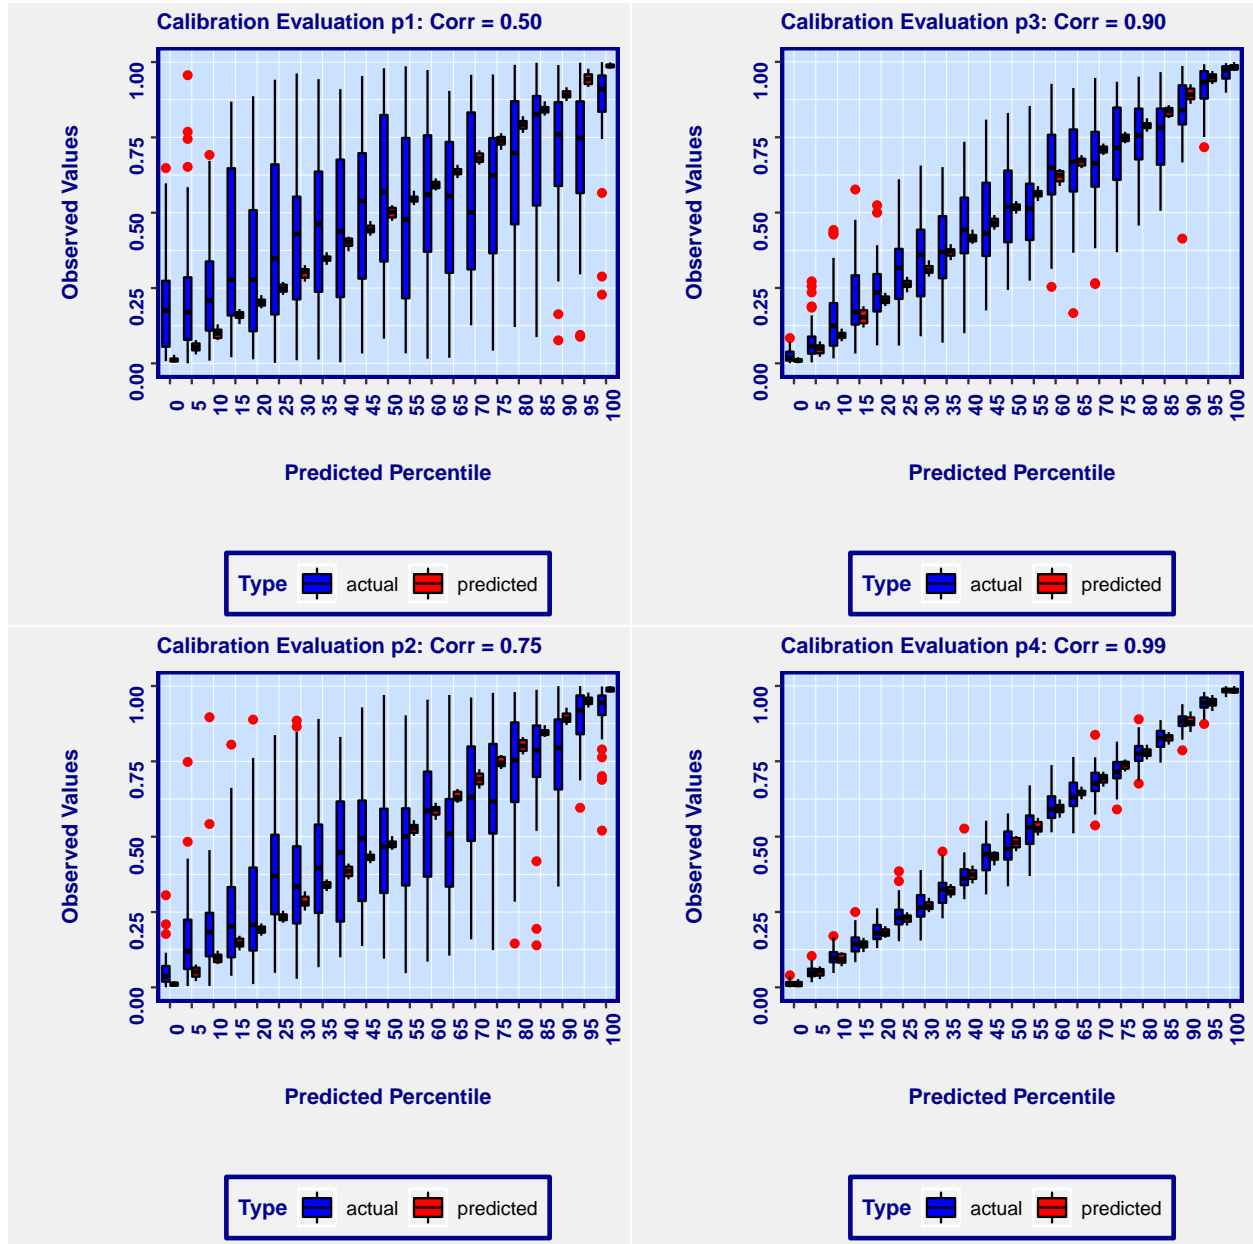 Calibration Evaluation p1: Corr = 0.50
Observed Values
1.00
0.75
0.50
0.25
0.00
0 5 10 15 20 25 30 35 40 45 50 55 60 65 70 75 80 85 90 95 100
Predicted Percentile
Type actual predicted
Calibration Evaluation p3: Corr = 0.90
Observed Values
1.00
0.75
0.50
0.25
0.00
0 5 10 15 20 25 30 35 40 45 50 55 60 65 70 75 80 85 90 95 100
Predicted Percentile
Type actual predicted
Calibration Evaluation p2: Corr = 0.75
Observed Values
1.00
0.75
0.50
0.25
0.00
0 5 10 15 20 25 30 35 40 45 50 55 60 65 70 75 80 85 90 95 100
Predicted Percentile
Type actual predicted
Calibration Evaluation p4: Corr = 0.99
Observed Values
1.00
0.75
0.50
0.25
0.00
0 5 10 15 20 25 30 35 40 45 50 55 60 65 70 75 80 85 90 95 100
Predicted Percentile
Type actual predicted